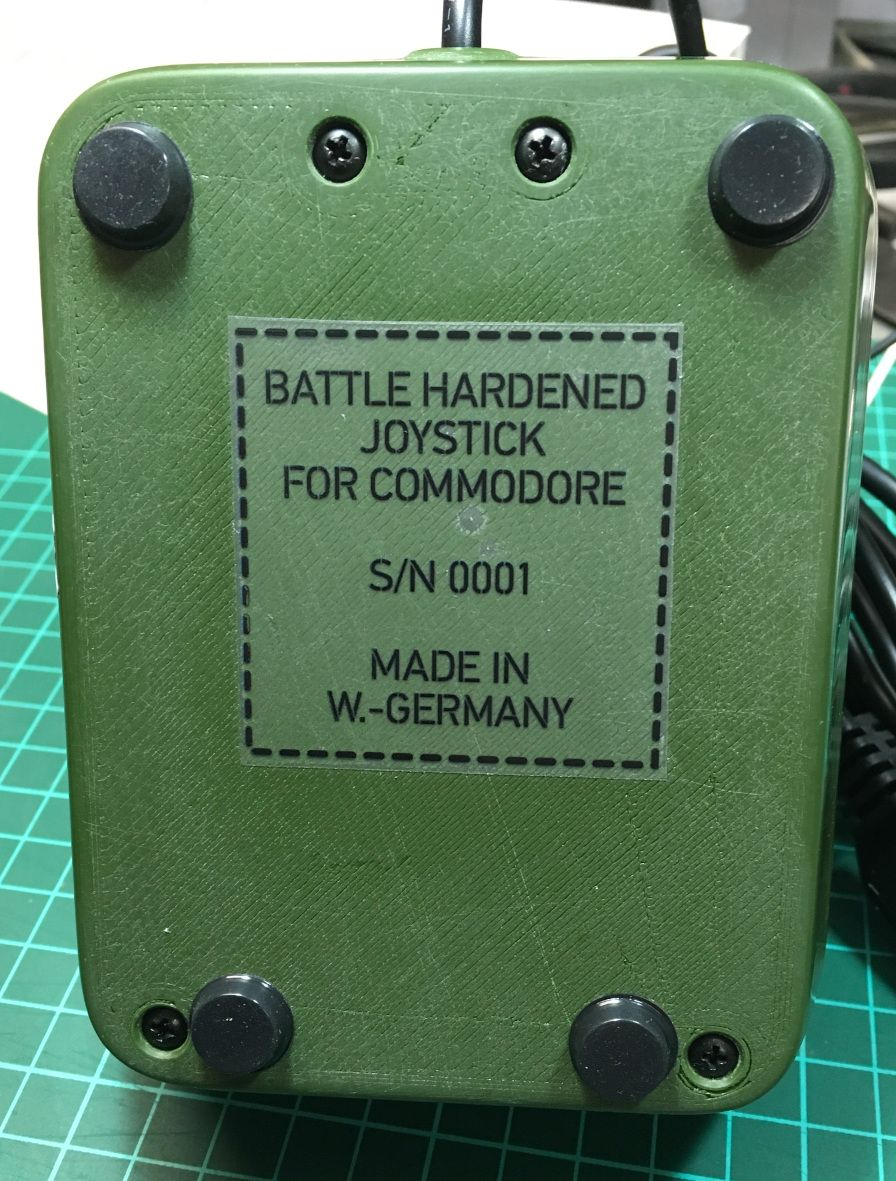 BATTLE HARDENED
JOYSTICK
FOR COMMODORE
S/N 0001
MADE IN
W.-GERMANY